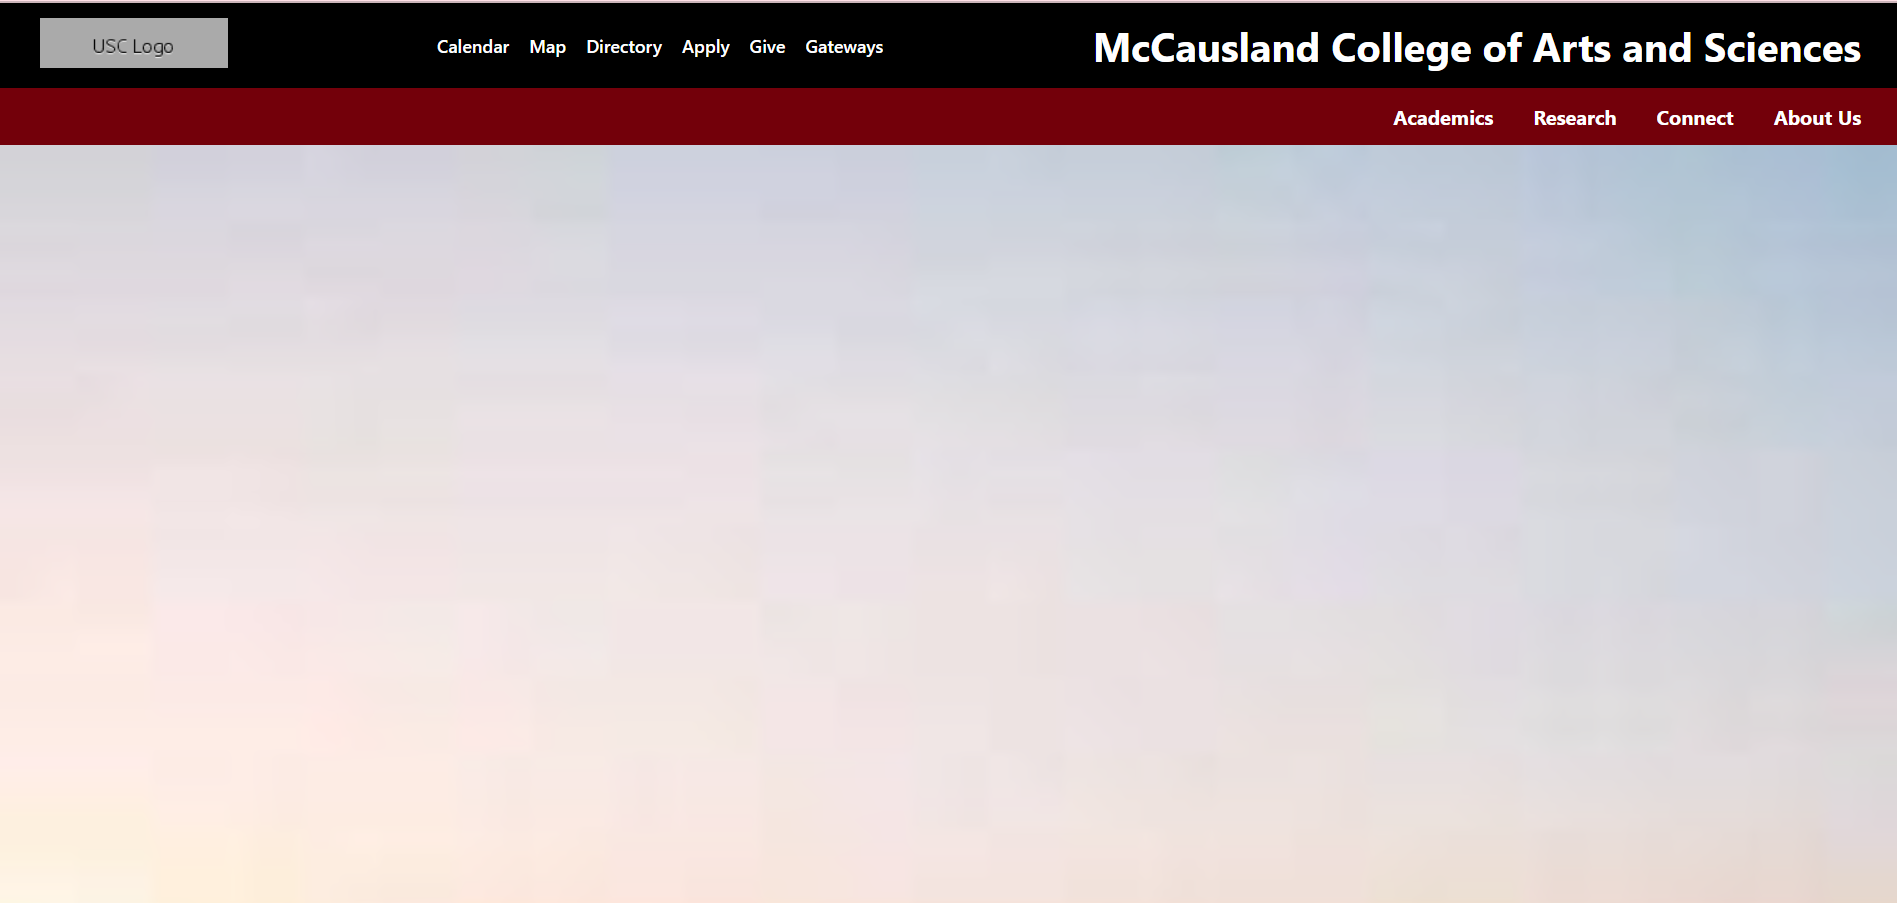 USC Logo
Calendar Map Directory Apply Give Gateways
McCausland College of Arts and Sciences
Academics Research Connect About Us